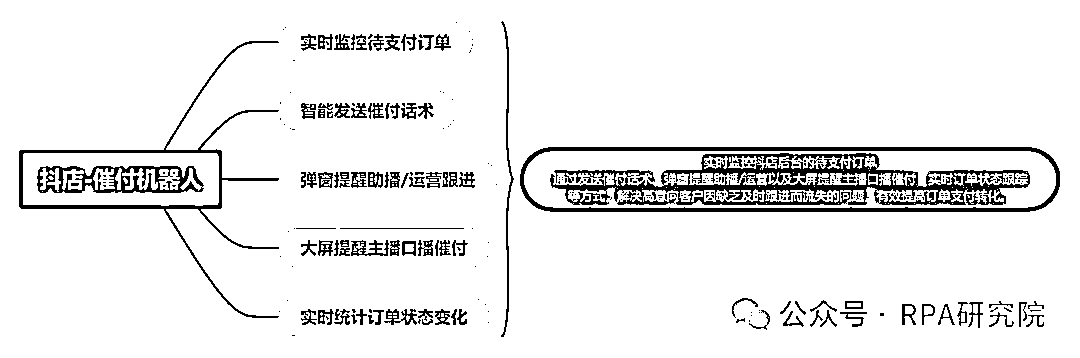 实时监控待支付订单
智能发送催付话术
抖店-催付机器人
弹窗提醒助播/运营跟进
大屏提醒主播口播催付
实时统计订单状态变化
实时监控抖店后台的待支付订单
通过发送催付话术、弹窗提醒助播/运营以及大屏提醒主播口播催付、实时订单状态跟踪
等方式，解决高意向客户因缺乏及时跟进而流失的问题，有效提高订单支付转化。
公众号·RPA研究院